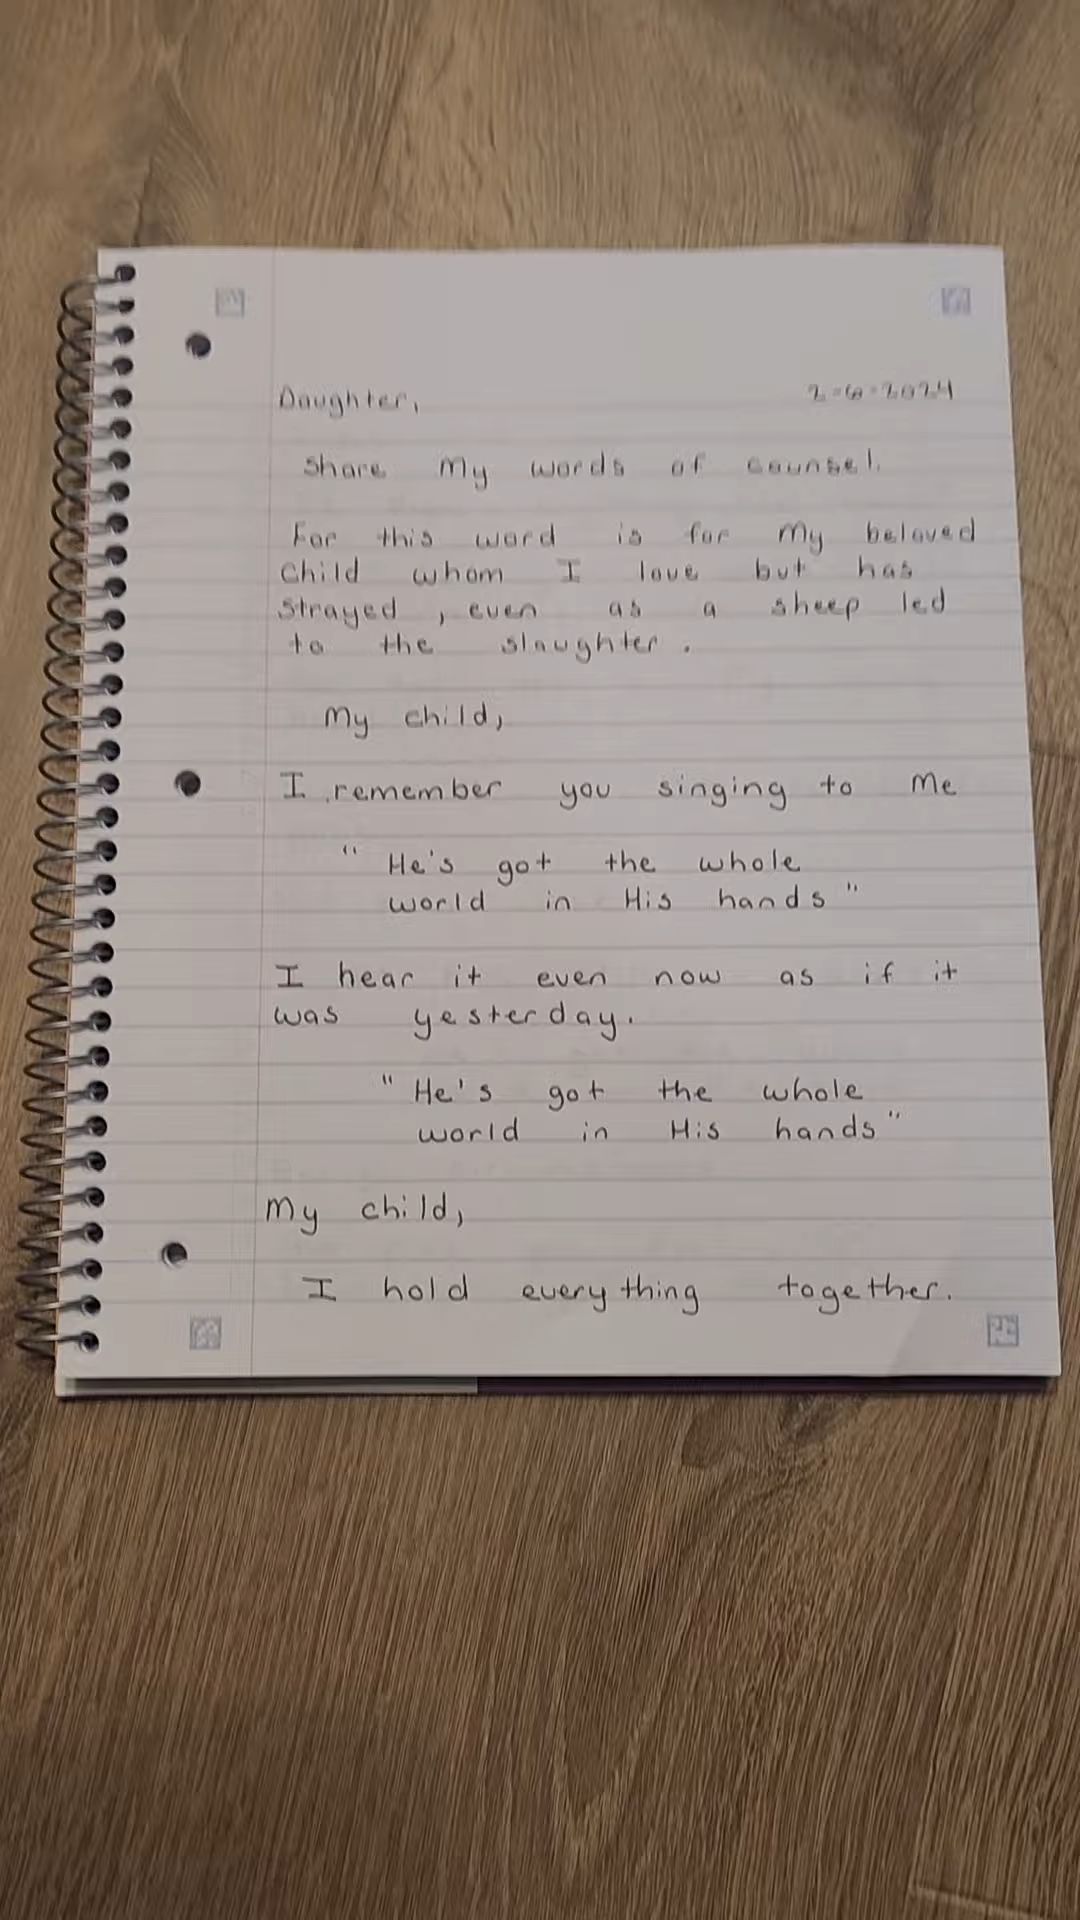 Daughter, 2-6-2024
Share My words of counsel.
For this word is for My beloved
child whom I love but has
strayed, even as a sheep led
to the slaughter.
My child,
I remember you singing to Me
" He's got the whole
world in His hands "
I hear it even now as if it
was yesterday.
" He's got the whole
world in His hands "
My child,
I hold everything together.